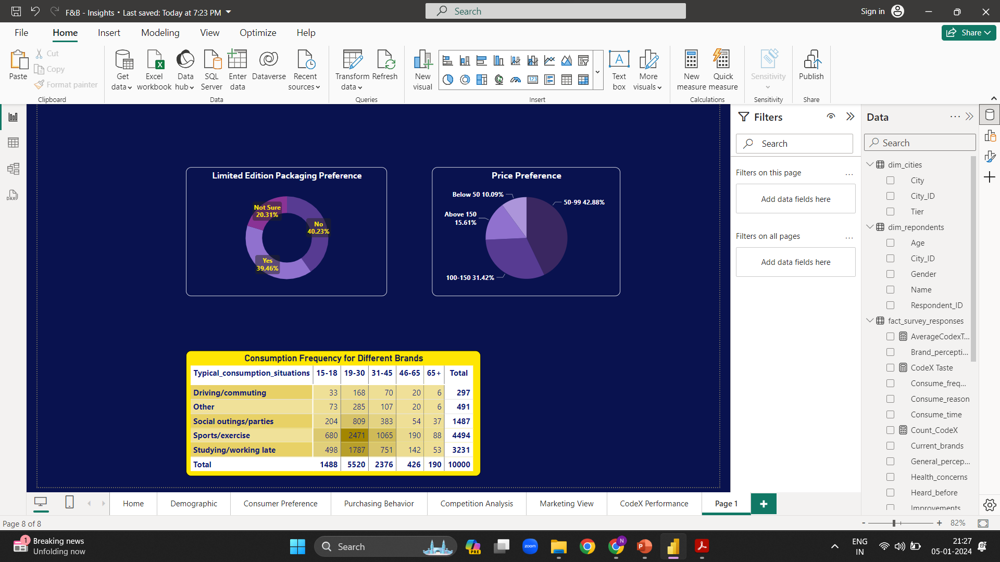 F&B - Insights • Last saved: Today at 7:23 PM
Search
Sign in
File Home Insert Modeling View Optimize Help
Share
Paste
Cut
Copy
Format painter
Clipboard
Get data
Excel workbook
Data hub
SQL Server
Enter data
Dataverse
Recent sources
Data
Transform data
Refresh
Queries
New visual
123
A
Text box
More visuals
Insert
New measure
Quick measure
Calculations
Sensitivity
Sensitivity
Publish
Share
DAX
Limited Edition Packaging Preference
Not Sure
20.31%
No
40.23%
Yes
39.46%
Price Preference
Below 50 10.09%
50-99 42.88%
Above 150
15.61%
100-150 31.42%
Consumption Frequency for Different Brands
Typical_consumption_situations 15-18 19-30 31-45 46-65 65+ Total
Driving/commuting 33 168 70 20 6 297
Other 73 285 107 20 6 491
Social outings/parties 204 809 383 54 37 1487
Sports/exercise 680 2471 1065 190 88 4494
Studying/working late 498 1787 751 142 53 3231
Total 1488 5520 2376 426 190 10000
Filters
Search
Filters on this page ...
Add data fields here
Filters on all pages ...
Add data fields here
Data ...
Search
dim_cities
City
City_ID
Tier
dim_repondents
Age
City_ID
Gender
Name
Respondent_ID
fact_survey_responses
AverageCodexT...
Brand_percepti...
CodeX Taste
Consume_freq...
Consume_reason
Consume_time
Count_CodeX
Current_brands
General_percep...
Health_concerns
Heard_before
Improvements
Home Demographic Consumer Preference Purchasing Behavior Competition Analysis Marketing View CodeX Performance Page 1 +
Page 8 of 8
- + 82%
1
Breaking news
Unfolding now
Search
PRE
zoom
N
P
ENG
IN
21:27
05-01-2024